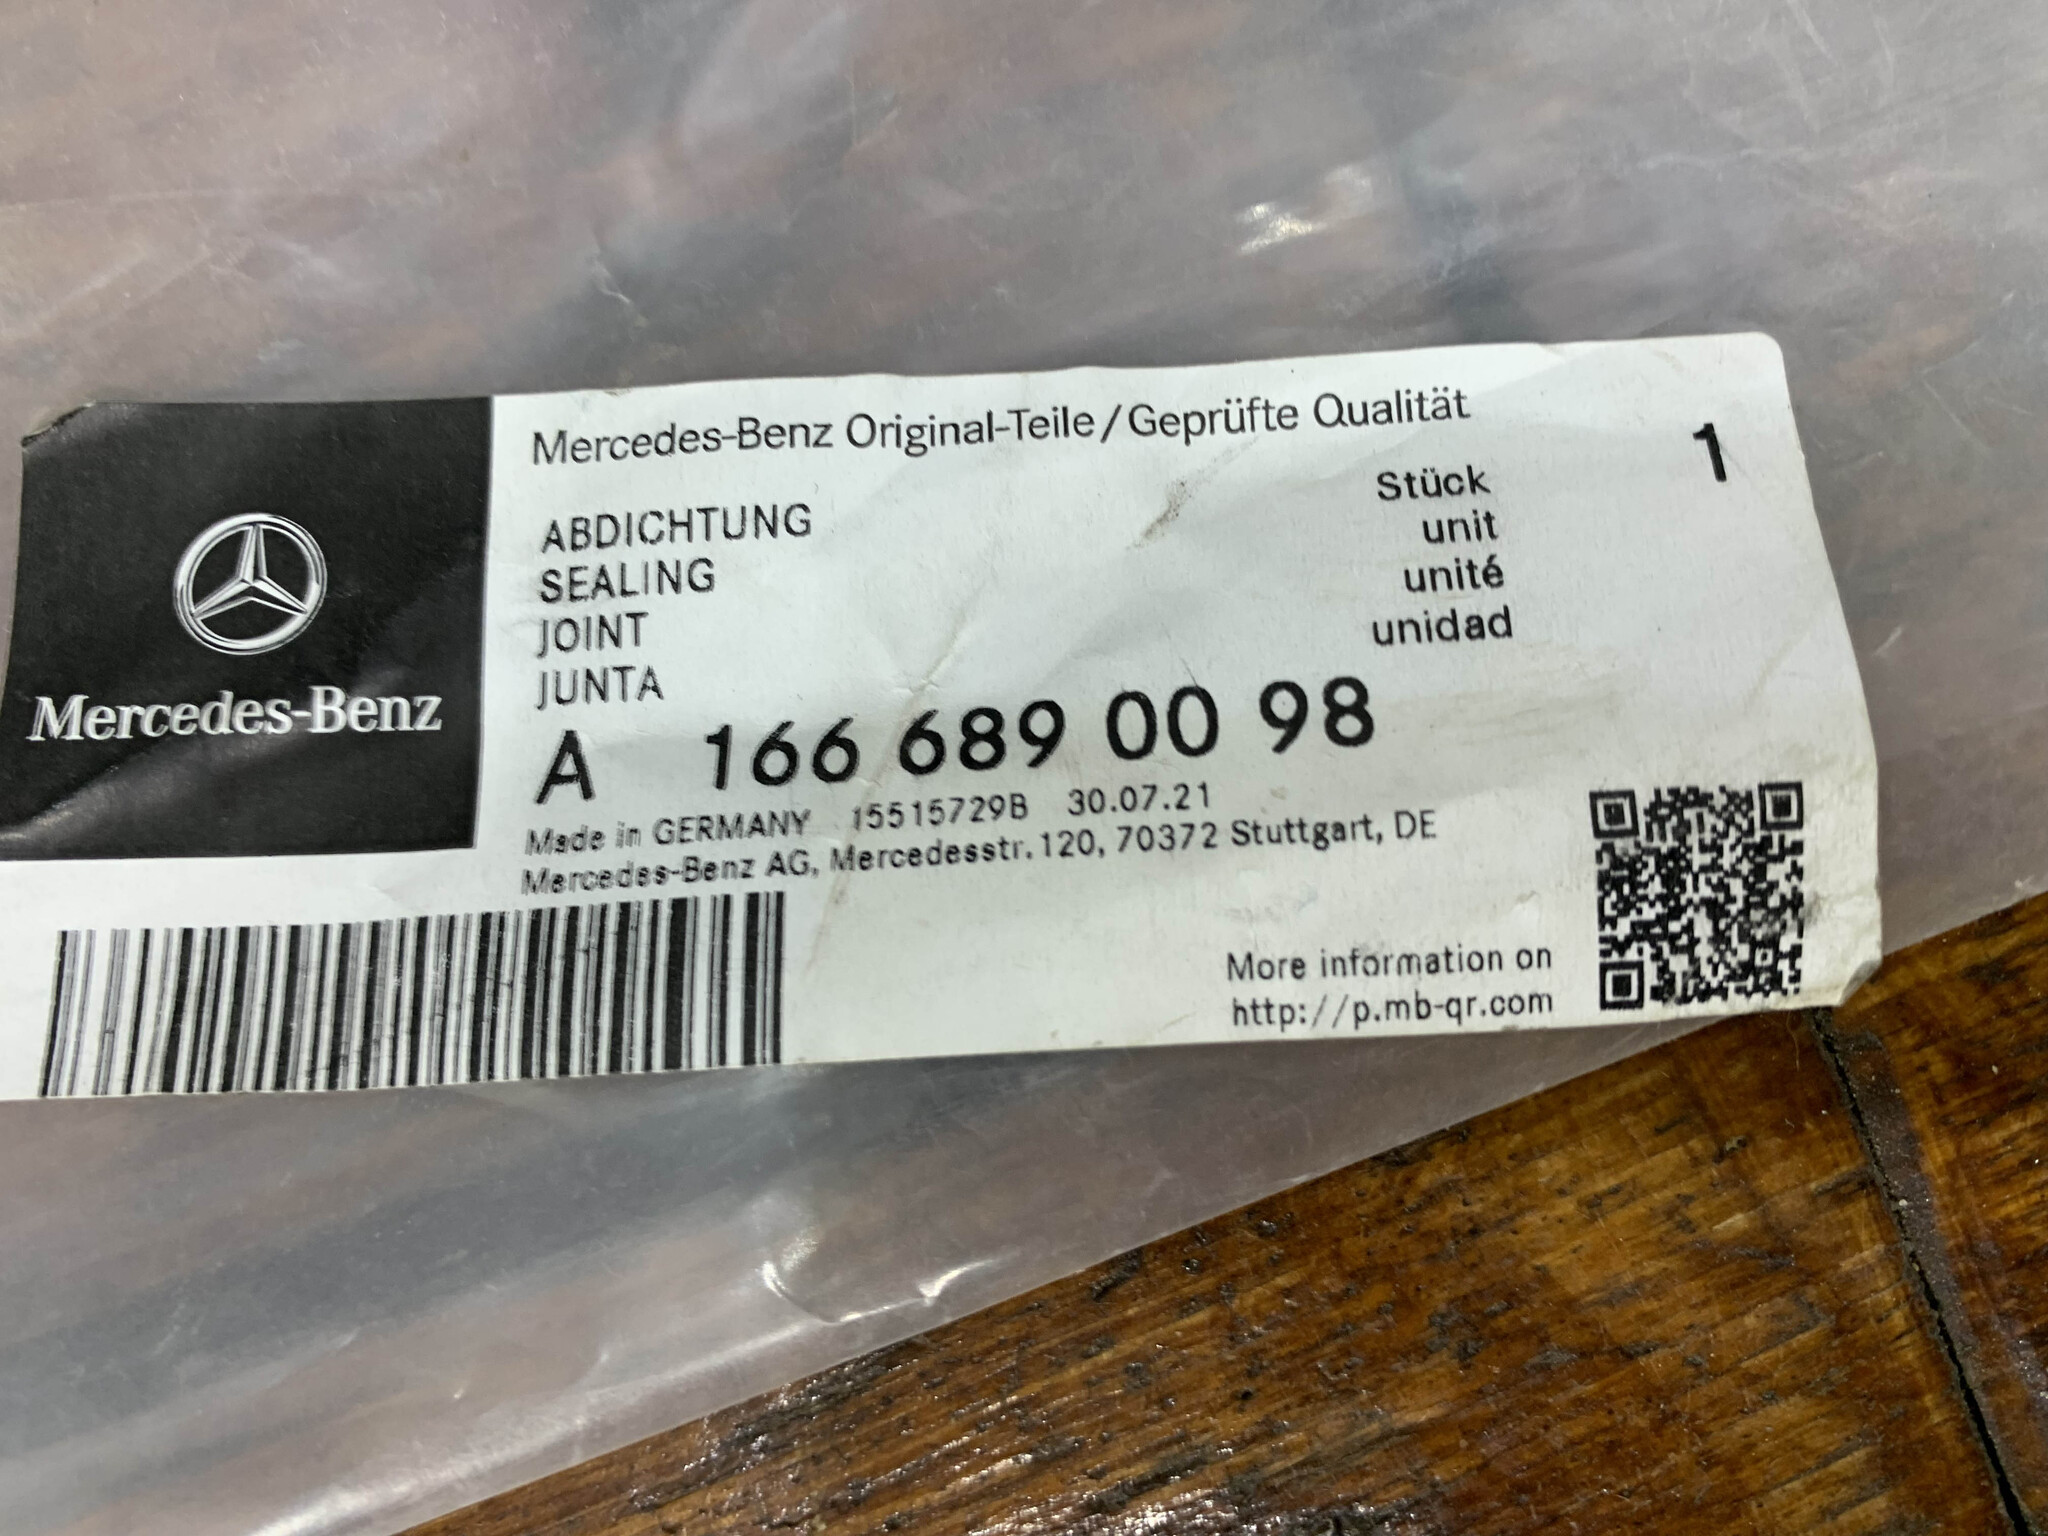 Mercedes-Benz
Mercedes-Benz Original-Teile/Geprüfte Qualität
ABDICHTUNG
SEALING
JOINT
JUNTA
Stück
unit
unité
unidad
1
A 166 689 00 98
Made in GERMANY 15515729B 30.07.21
Mercedes-Benz AG, Mercedesstr. 120, 70372 Stuttgart, DE
More information on
http://p.mb-qr.com